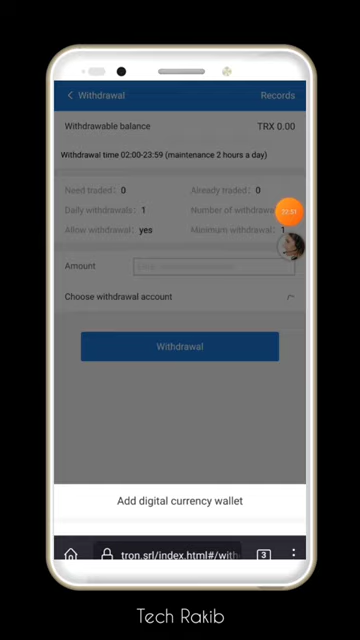 Withdrawal Records
Withdrawable balance TRX 0.00
Withdrawal time 02:00-23:59 (maintenance 2 hours a day)
Need traded: 0 Already traded: 0
Daily withdrawals: 1 Number of withdrawa
Allow withdrawal: yes Minimum withdrawal: 1
Amount
Choose withdrawal account
Withdrawal
Add digital currency wallet
tron.srl/index.html#/with 3
Tech Rakib